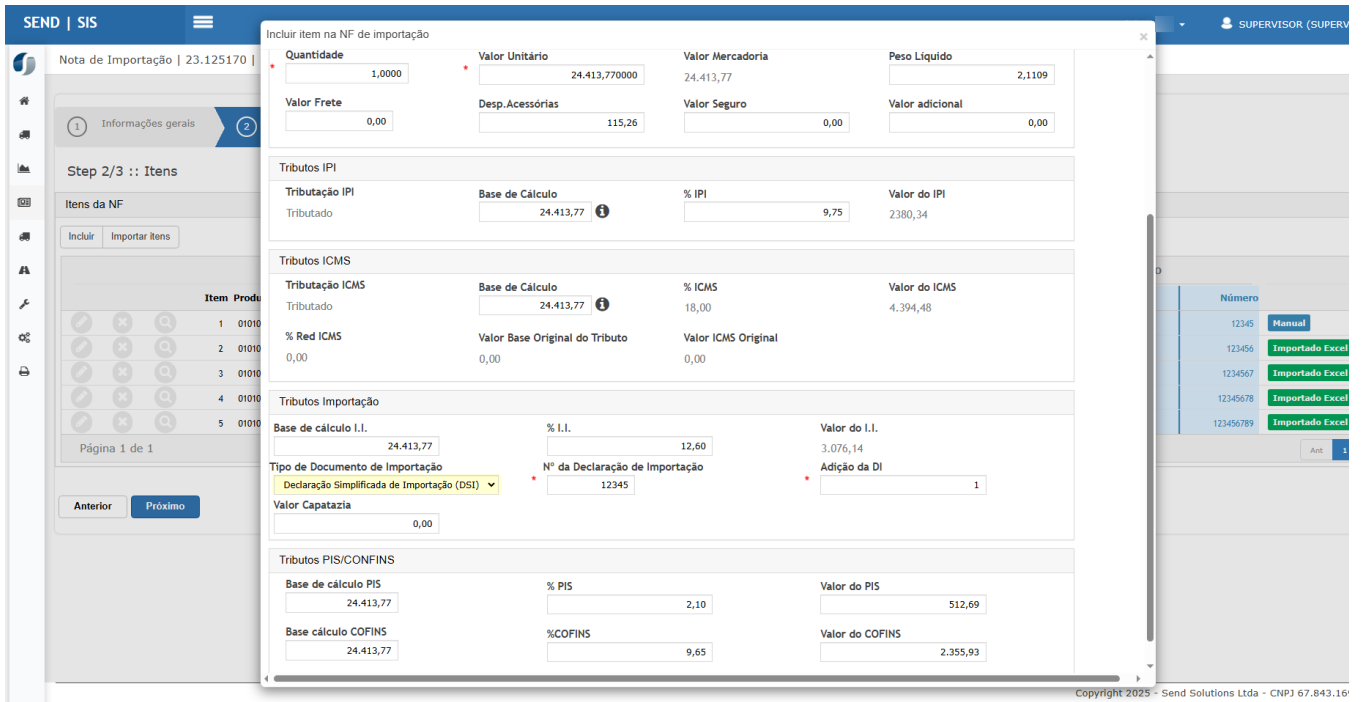 SEND | SIS
SUPERVISOR (SUPERV
Nota de Importação | 23.125170 |
1 Informações gerais
2
Step 2/3 :: Itens
Itens da NF
Incluir Importar itens
Item Produ
1 01010
2 01010
3 01010
4 01010
5 01010
Página 1 de 1
Anterior Próximo
Incluir item na NF de importação ×
Quantidade Valor Unitário Valor Mercadoria Peso Líquido
* 1,0000 * 24.413,770000 24.413,77 2,1109
Valor Frete Desp.Acessórias Valor Seguro Valor adicional
0,00 115,26 0,00 0,00
Tributos IPI
Tributação IPI Base de Cálculo % IPI Valor do IPI
Tributado 24.413,77 9,75 2380,34
Tributos ICMS
Tributação ICMS Base de Cálculo % ICMS Valor do ICMS
Tributado 24.413,77 18,00 4.394,48
% Red ICMS Valor Base Original do Tributo Valor ICMS Original
0,00 0,00 0,00
Tributos Importação
Base de cálculo I.I. % I.I. Valor do I.I.
24.413,77 12,60 3.076,14
Tipo de Documento de Importação Nº da Declaração de Importação Adição da DI
Declaração Simplificada de Importação (DSI) * 12345 * 1
Valor Capatazia
0,00
Tributos PIS/CONFINS
Base de cálculo PIS % PIS Valor do PIS
24.413,77 2,10 512,69
Base cálculo COFINS %COFINS Valor do COFINS
24.413,77 9,65 2.355,93
Número
12345 Manual
123456 Importado Excel
1234567 Importado Excel
12345678 Importado Excel
123456789 Importado Excel
Ant 1
Copyright 2025 - Send Solutions Ltda - CNPJ 67.843.169